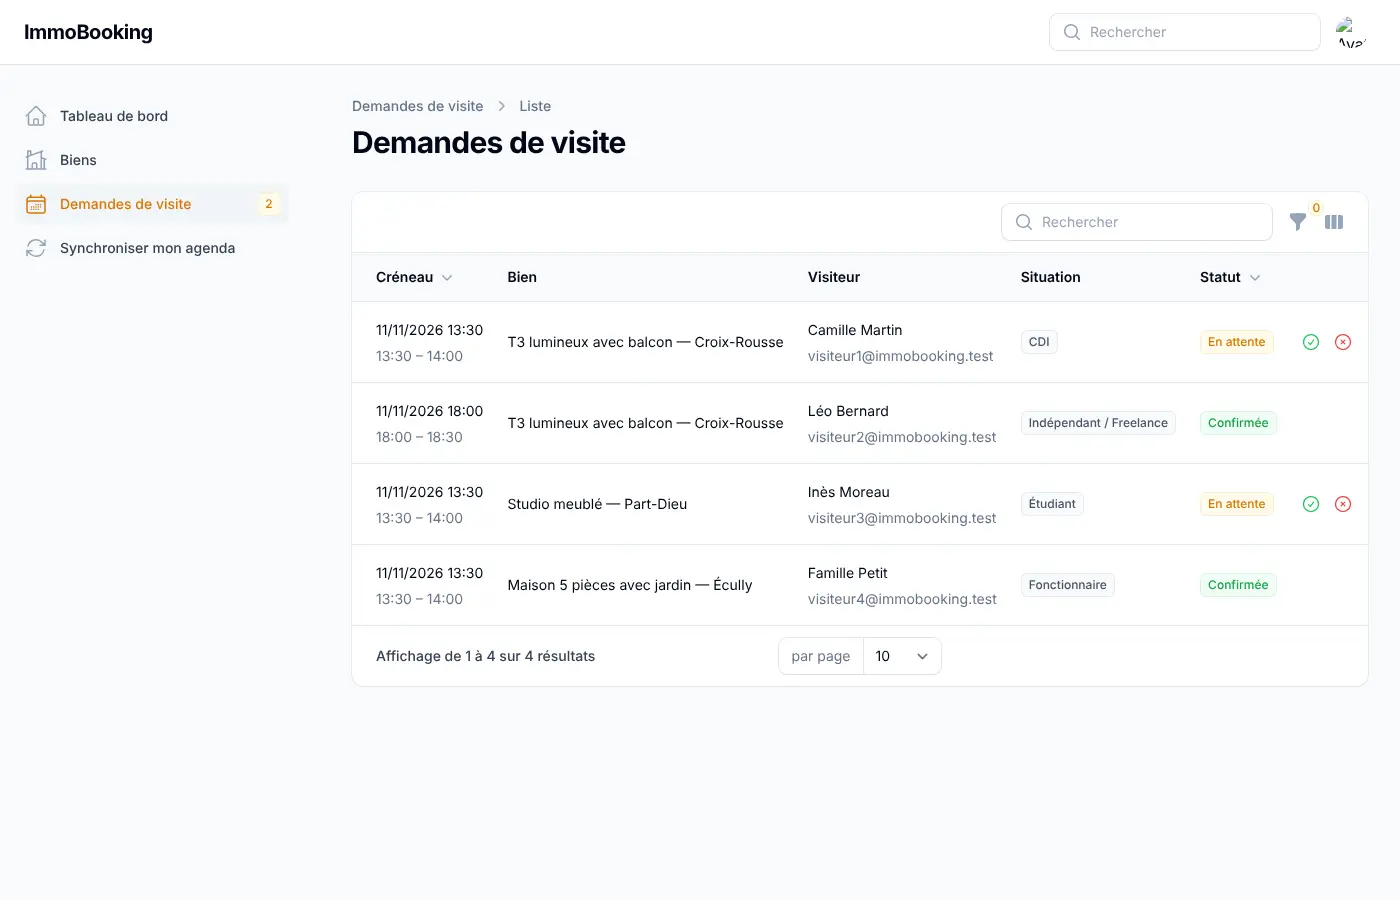 ImmoBooking
Rechercher
Tableau de bord
Biens
Demandes de visite 2
Synchroniser mon agenda
Demandes de visite > Liste
Demandes de visite
Rechercher
0
Créneau Bien Visiteur Situation Statut
11/11/2026 13:30
13:30 – 14:00
T3 lumineux avec balcon — Croix-Rousse
Camille Martin
visiteur1@immobooking.test
CDI
En attente
11/11/2026 18:00
18:00 – 18:30
T3 lumineux avec balcon — Croix-Rousse
Léo Bernard
visiteur2@immobooking.test
Indépendant / Freelance
Confirmée
11/11/2026 13:30
13:30 – 14:00
Studio meublé — Part-Dieu
Inès Moreau
visiteur3@immobooking.test
Étudiant
En attente
11/11/2026 13:30
13:30 – 14:00
Maison 5 pièces avec jardin — Écully
Famille Petit
visiteur4@immobooking.test
Fonctionnaire
Confirmée
Affichage de 1 à 4 sur 4 résultats
par page 10